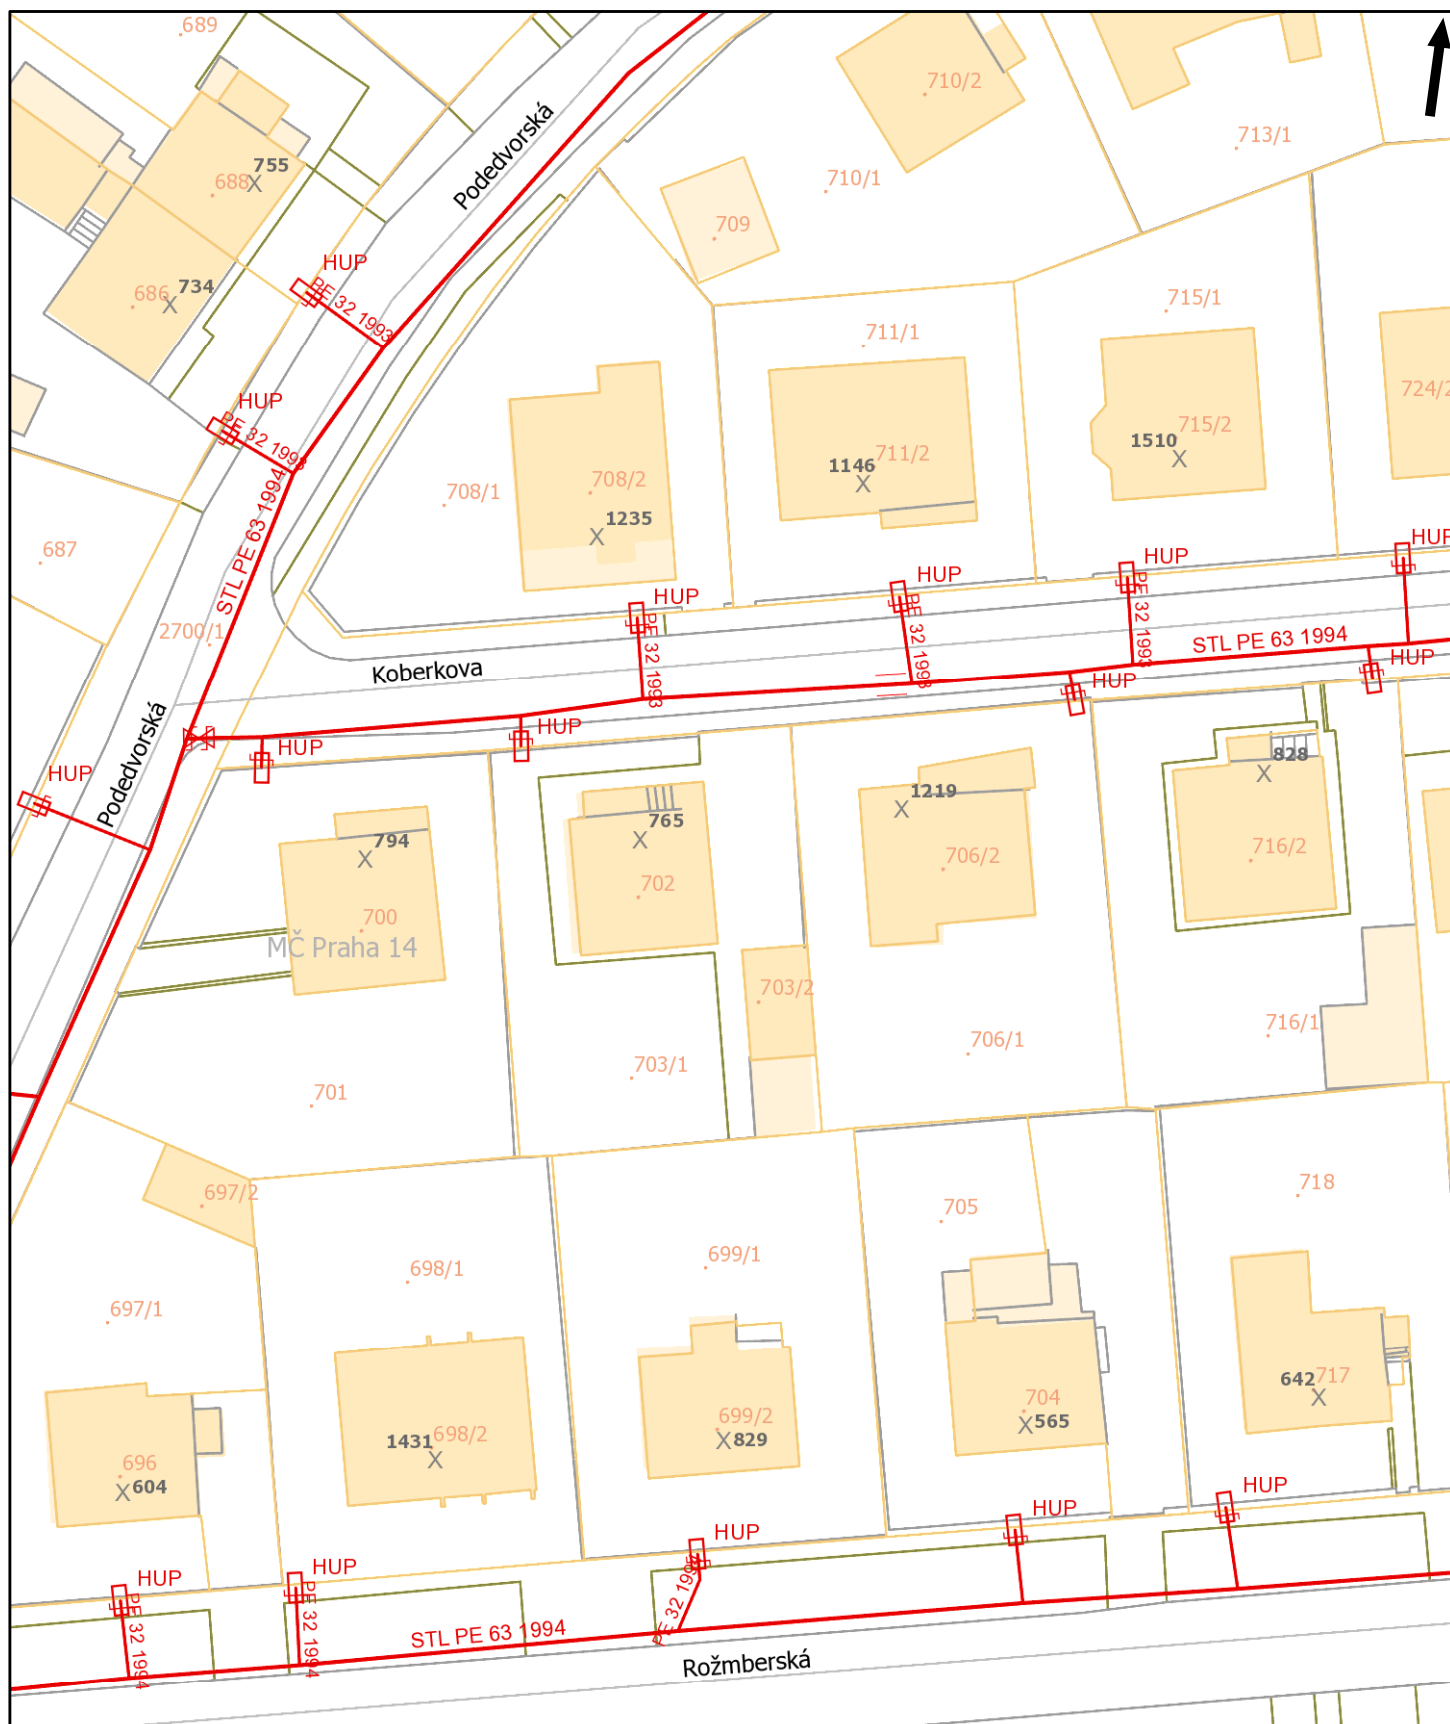 689
710/2
713/1
Podedvorská
755
688
710/1
709
HUP
686
734
PE 32 1993
715/1
711/1
724/2
HUP
PE 32 1993
715/2
1510
711/2
1146
708/2
708/1
1235
STL PE 63 1994
687
HUP
HUP
HUP
HUP
PE 32 1993
PE 32 1993
PE 32 1993
2700/1
STL PE 63 1994
Koberkova
HUP
HUP
HUP
HUP
Podedvorská
HUP
828
1219
765
794
706/2
716/2
702
700
MČ Praha 14
703/2
716/1
706/1
703/1
701
697/2
718
705
699/1
698/1
697/1
642
717
704
565
699/2
829
1431
698/2
696
604
HUP
HUP
HUP
HUP
HUP
PE 32 1994
PE 32 1994
PE 32 1994
STL PE 63 1994
Rožmberská